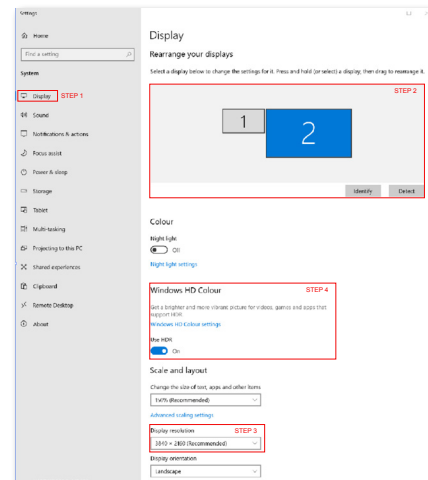 Settings
Home
Find a setting
System
Display STEP 1
Sound
Notifications & actions
Focus assist
Power & sleep
Storage
Tablet
Multi-tasking
Projecting to this PC
Shared experiences
Clipboard
Remote Desktop
About
Display
Rearrange your displays
Select a display below to change the settings for it. Press and hold (or select) a display, then drag to rearrange it.
STEP 2
1
2
Identify
Detect
Colour
Night light
Off
Night light settings
Windows HD Colour STEP 4
Get a brighter and more vibrant picture for videos, games and apps that
support HDR.
Windows HD Colour settings
Use HDR
On
Scale and layout
Change the size of text, apps and other items
(Recommended)
Advanced scaling settings
Display resolution STEP 3
3840 × 2160 (Recommended)
Display orientation
Landscape